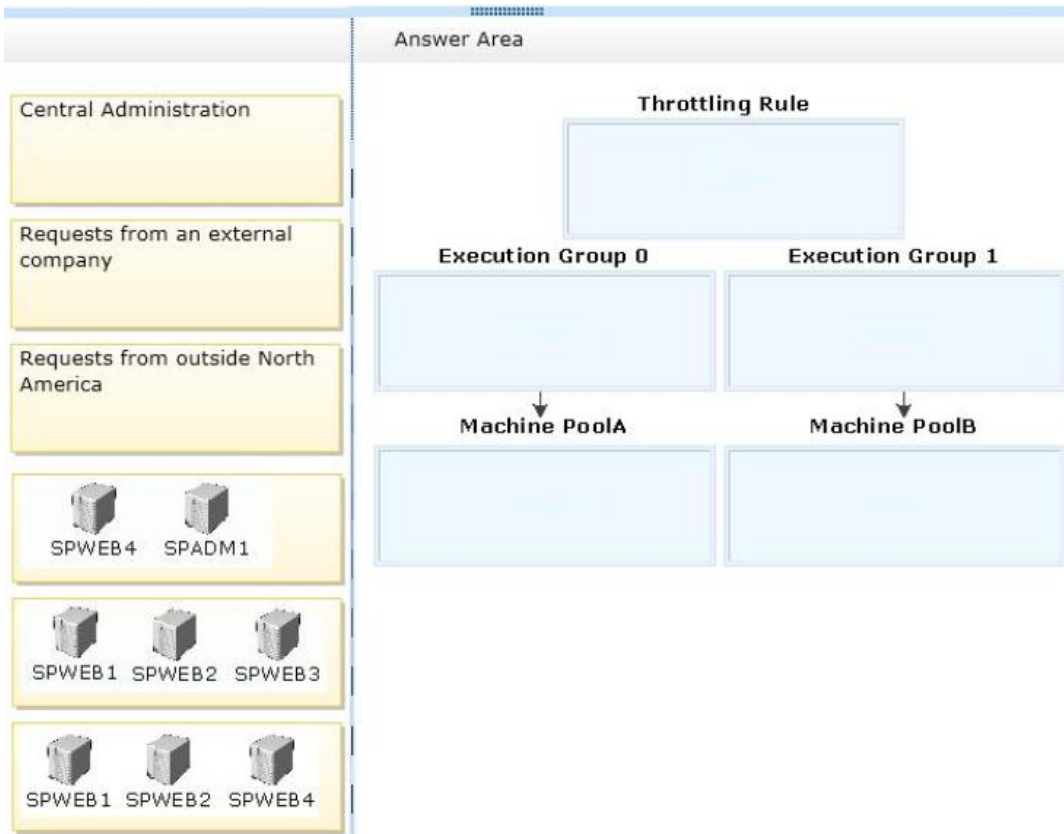 Answer Area
Central Administration
Requests from an external
company
Requests from outside North
America
SPWEB4 SPADM1
SPWEB1 SPWEB2 SPWEB3
SPWEB1 SPWEB2 SPWEB4
Throttling Rule
Execution Group 0
Execution Group 1
Machine PoolA
Machine PoolB